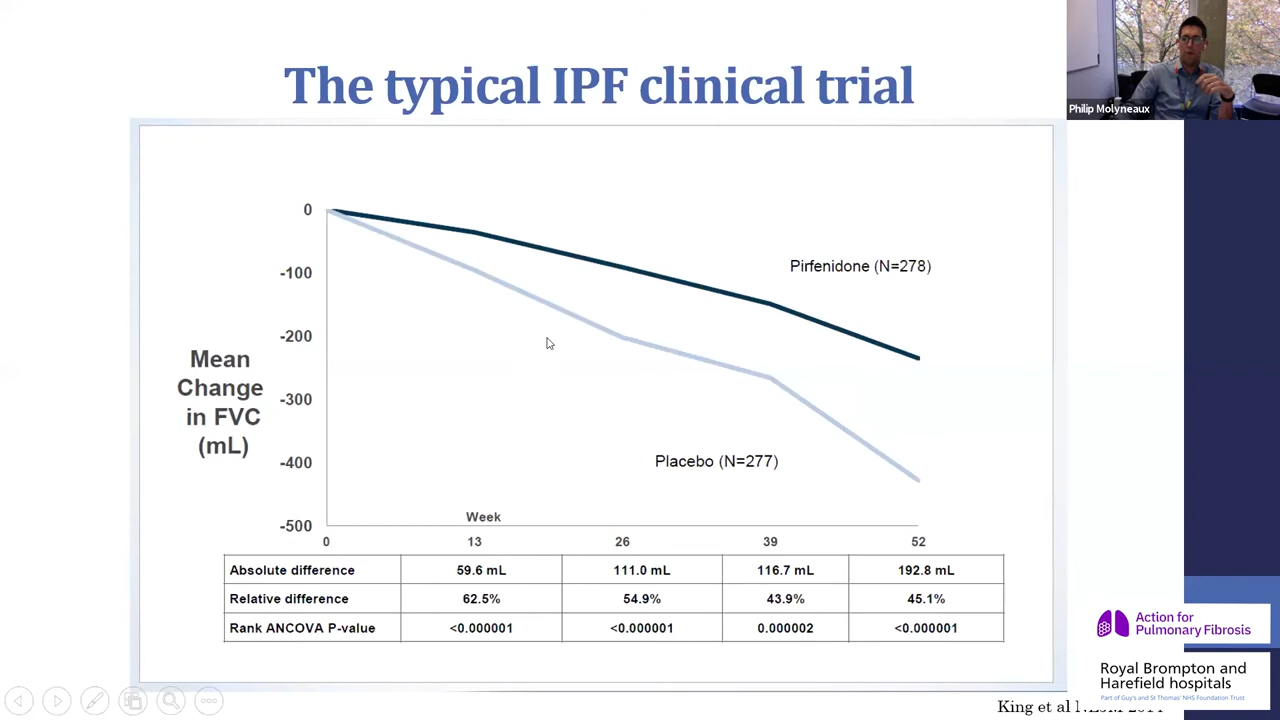 The typical IPF clinical trial
Philip Molyneaux
0
-100
-200
-300
-400
-500
Mean
Change
in FVC
(mL)
Pirfenidone (N=278)
Placebo (N=277)
Week
0 13 26 39 52
Absolute difference 59.6 mL 111.0 mL 116.7 mL 192.8 mL
Relative difference 62.5% 54.9% 43.9% 45.1%
Rank ANCOVA P-value <0.000001 <0.000001 0.000002 <0.000001
Action for
Pulmonary Fibrosis
Royal Brompton and
Harefield hospitals
Part of Guy's and St Thomas' NHS Foundation Trust
King et al